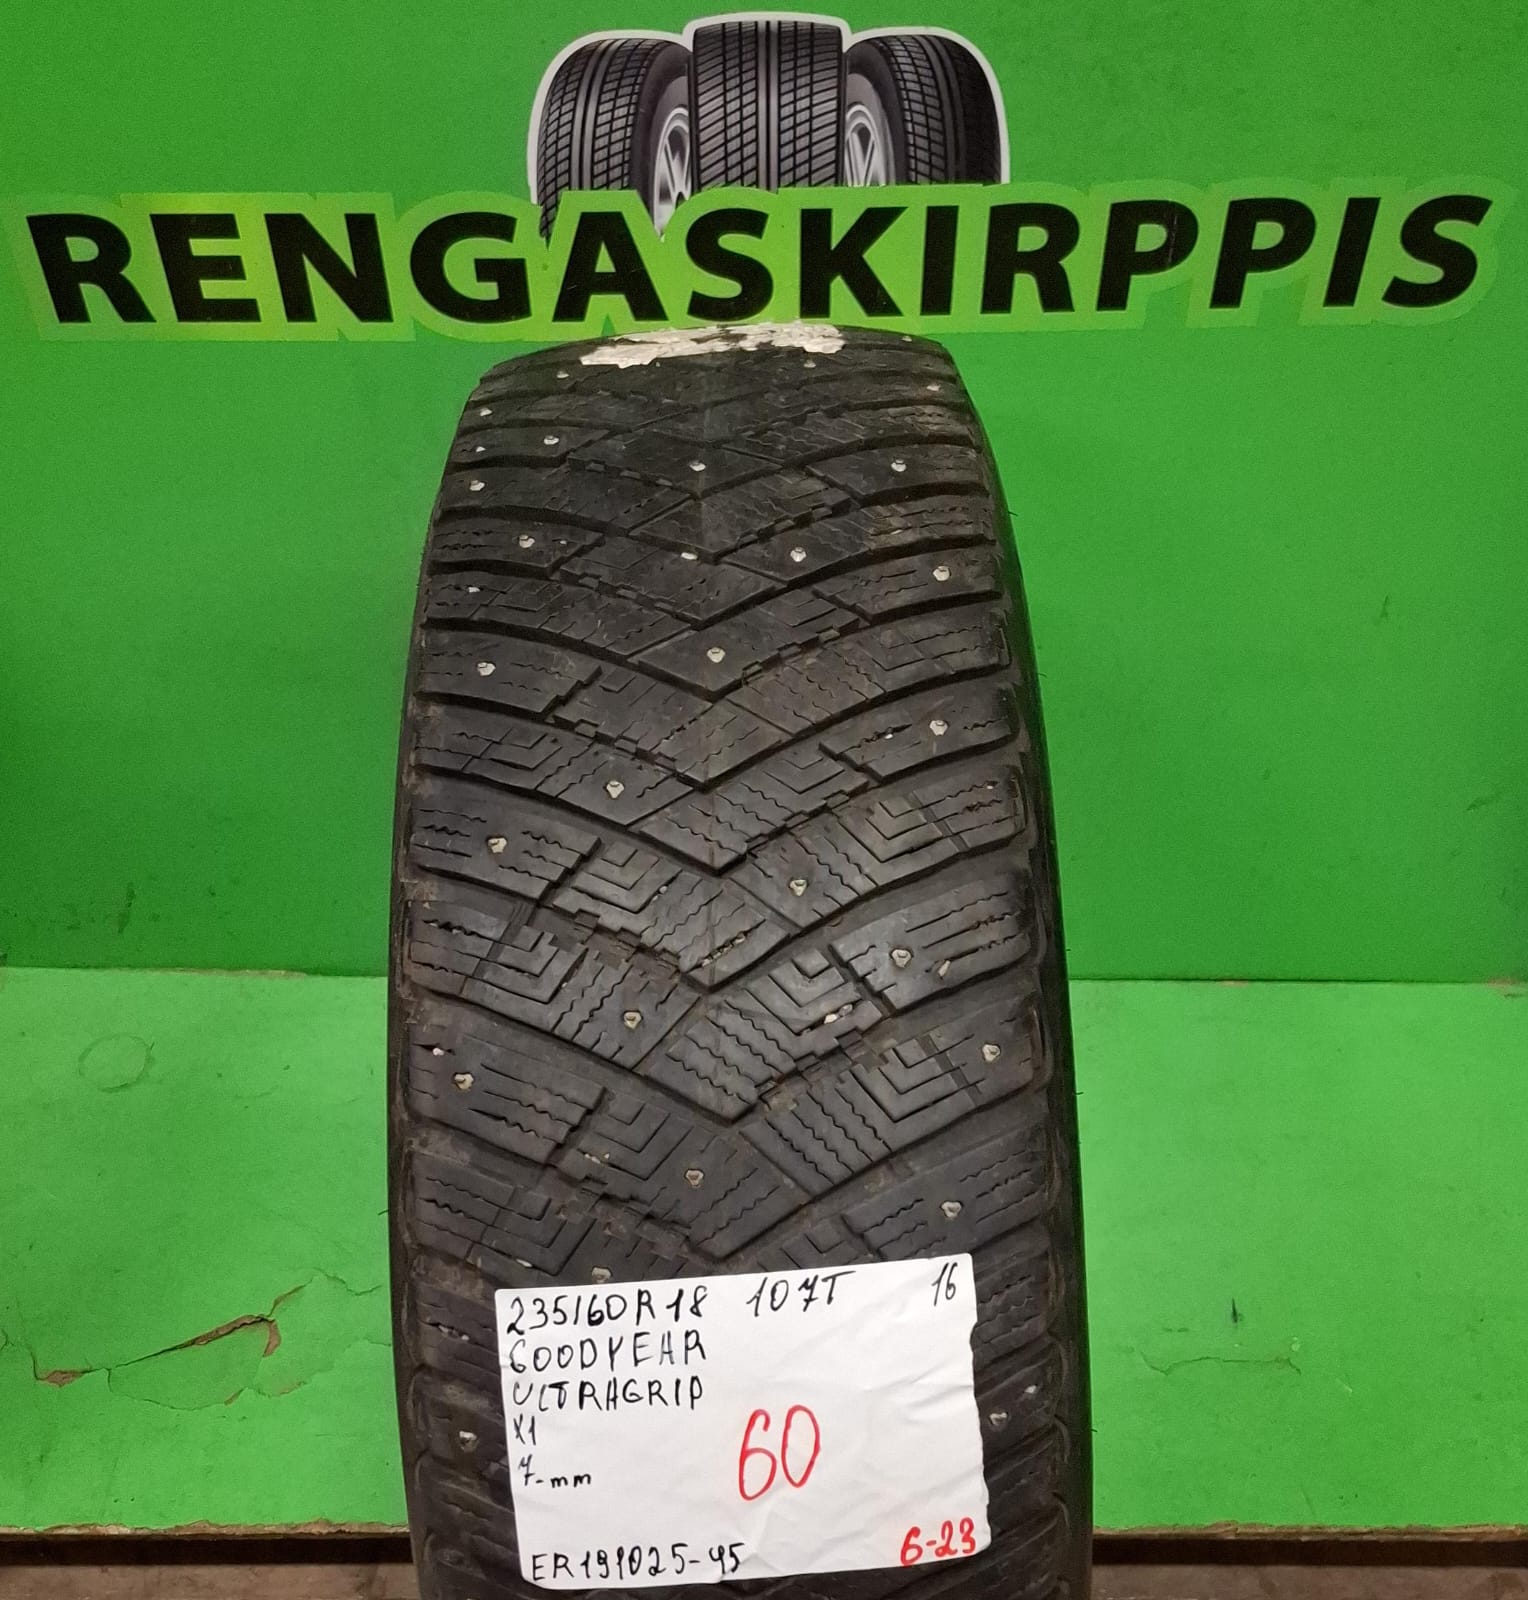 RENGASKIRPPIS
235/60R18 107T 16
GOODYEAR
ULTRAGRIP
X1
7-mm
60
ER191025-45
6-23